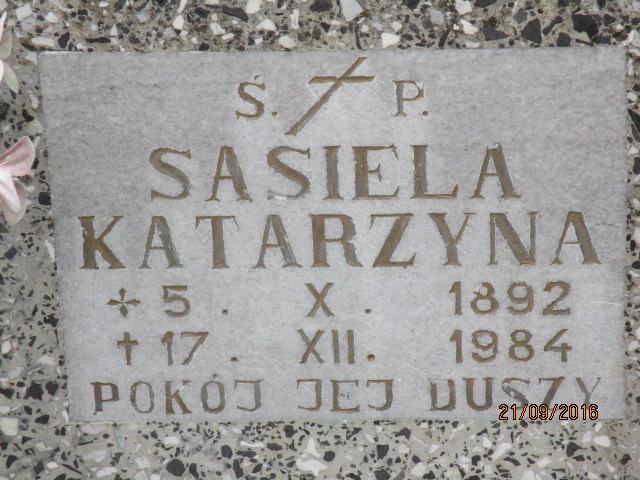 Ś. P.
SASIELA
KATARZYNA
5. X. 1892
17. XII. 1984
POKÓJ JEJ DUSZY
21/09/2016